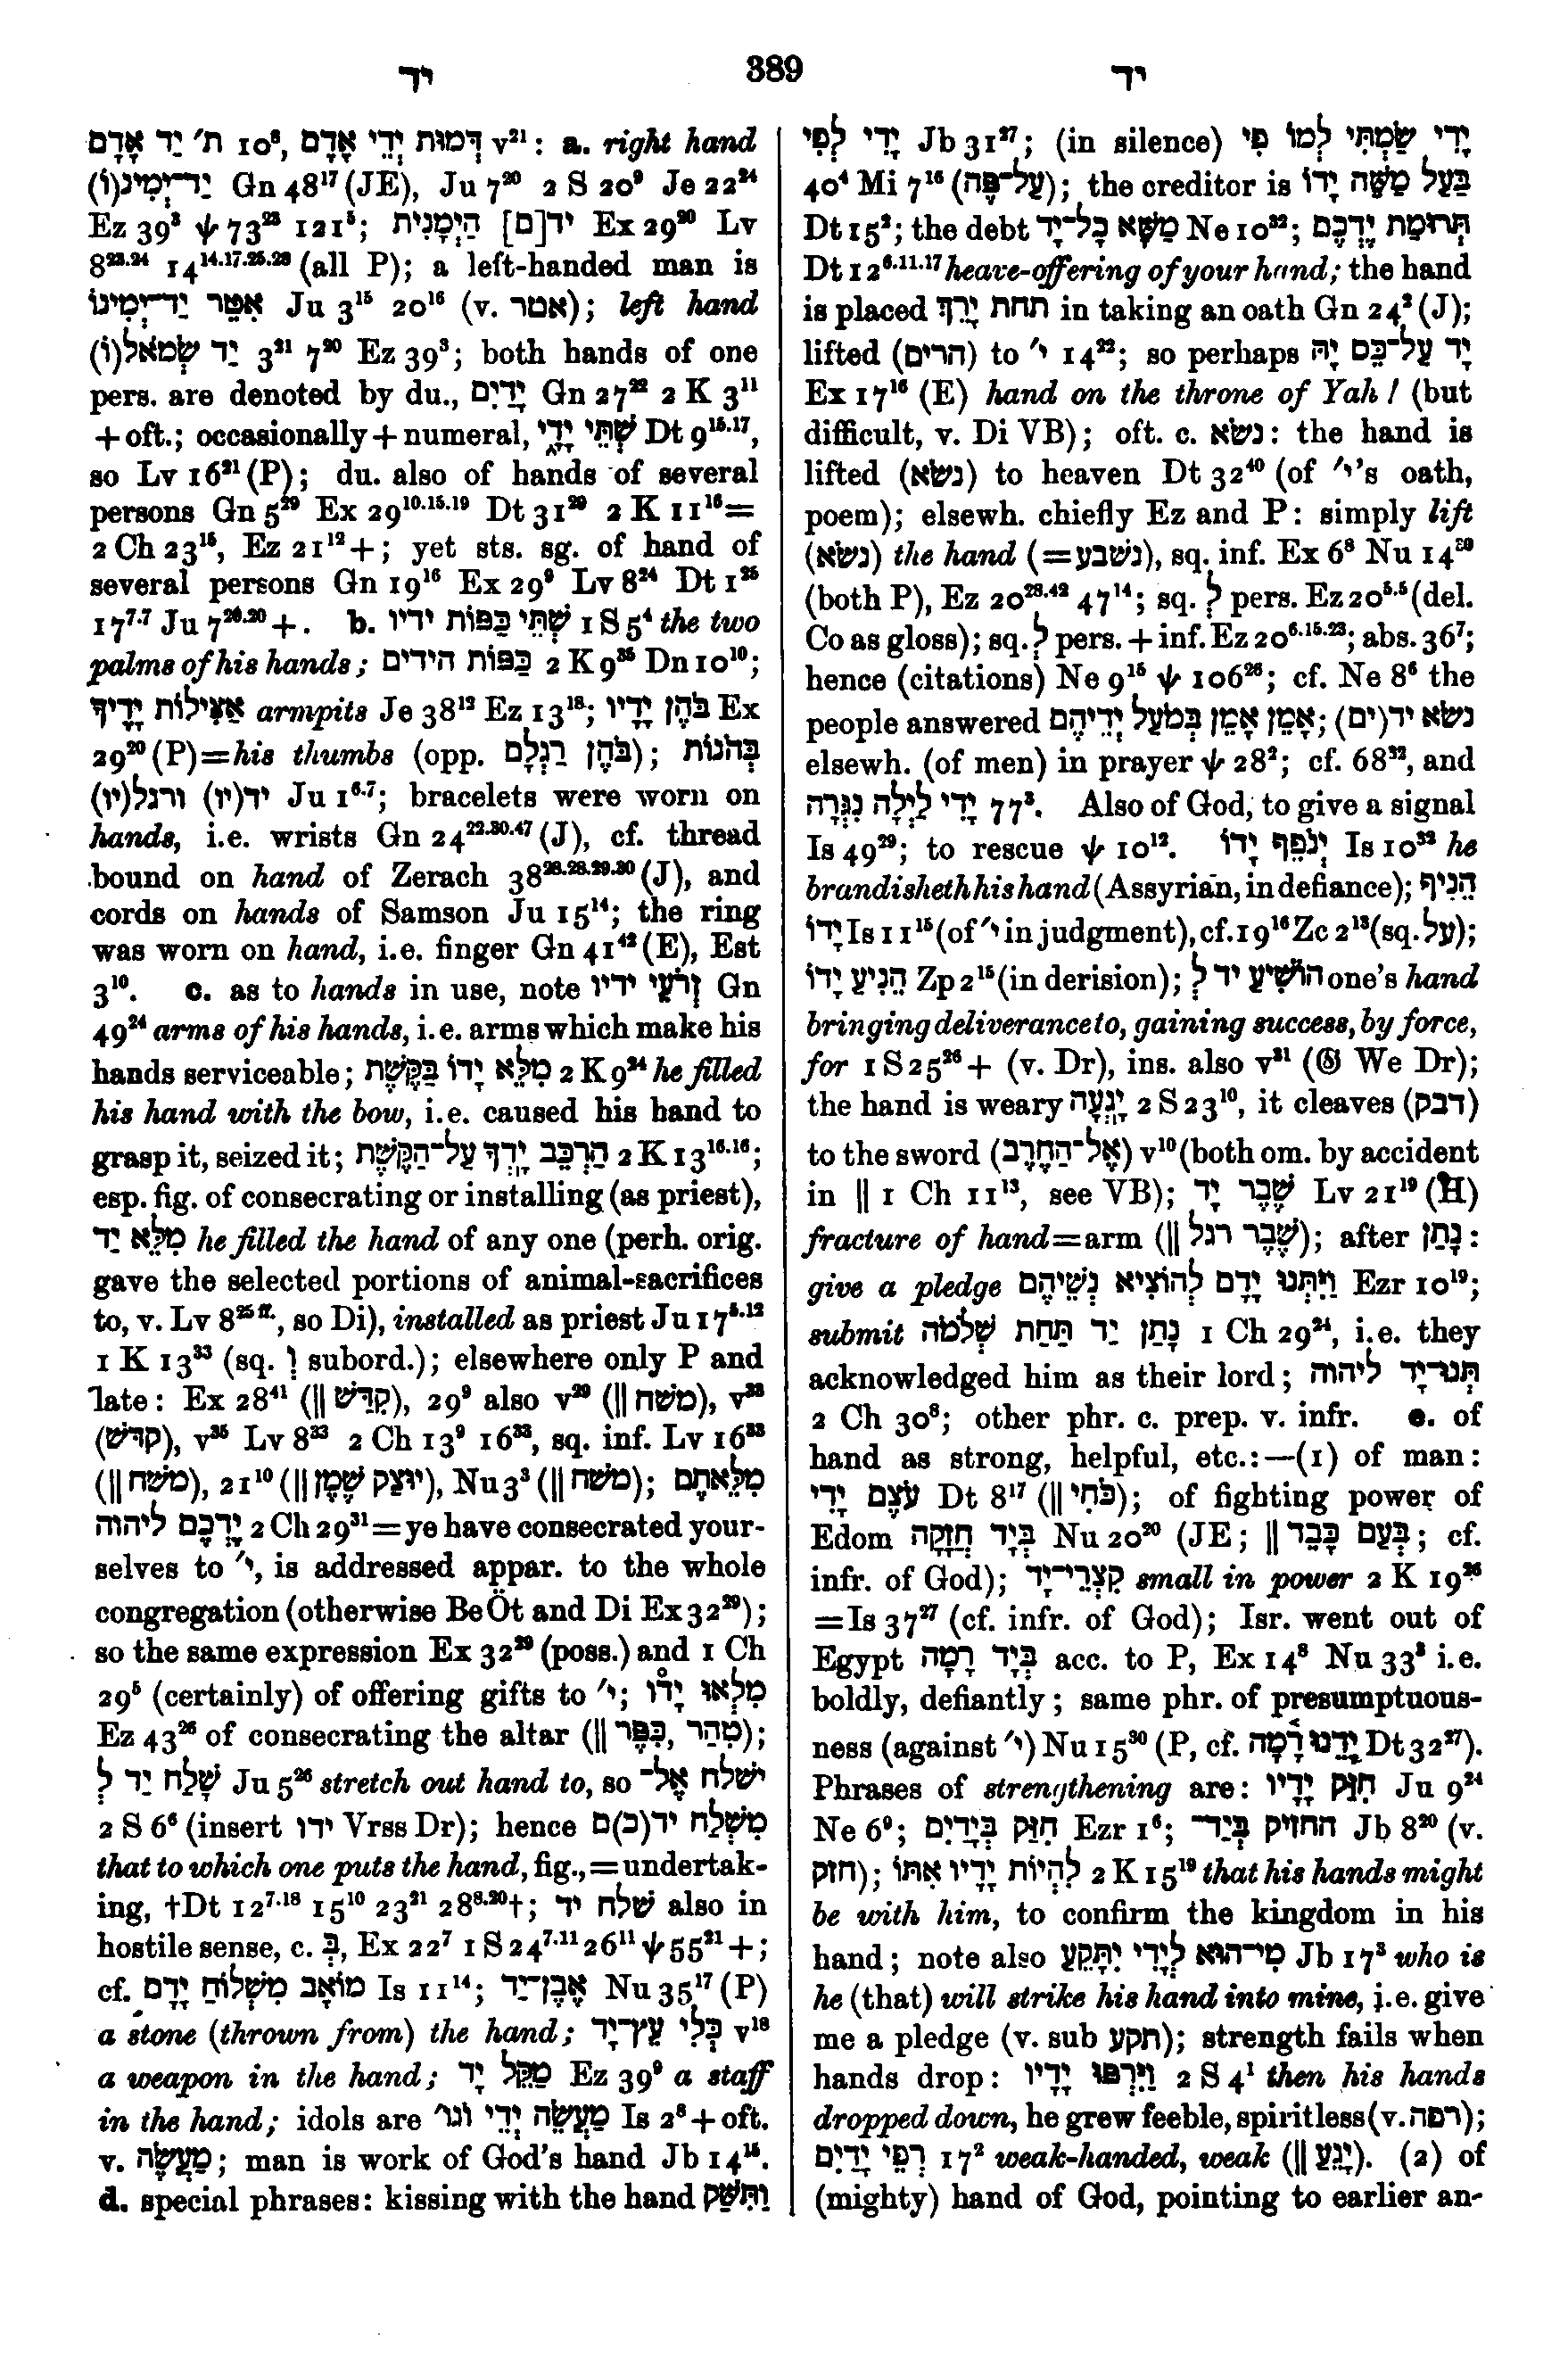 יד 389 יד
ת׳ יַד אָדָם 10⁸, דְּמוּת יְדֵי אָדָם v²¹: a. right hand
יַד־יְמִינ(וֹ) Gn 48¹⁷ (JE), Ju 7²⁰ 2 S 20⁹ Je 22²⁴
Ez 39³ ψ 73²³ 121⁵; יד[ם] הַיְמָנִית Ex 29²⁰ Lv
8²³·²⁴ 14¹⁴·¹⁷·²⁵·²⁸ (all P); a left-handed man is
אִטֵּר יַד־יְמִינוֹ Ju 3¹⁵ 20¹⁶ (v. אטר); left hand
יַד שְׂמֹאל(וֹ) 3²¹ 7²⁰ Ez 39³; both hands of one
pers. are denoted by du., יָדַיִם Gn 27²² 2 K 3¹¹
+oft.; occasionally + numeral, שְׁתֵּי יָדָי Dt 9¹⁵·¹⁷,
so Lv 16²¹ (P); du. also of hands of several
persons Gn 5²⁹ Ex 29¹⁰·¹⁵·¹⁹ Dt 31²⁹ 2 K 11¹⁶=
2 Ch 23¹⁵, Ez 21¹²+; yet sts. sg. of hand of
several persons Gn 19¹⁶ Ex 29⁹ Lv 8²⁴ Dt 1²⁵
17⁷·⁷ Ju 7²⁰·²⁰+. b. שְׁתֵּי כַּפּוֹת ידיו 1 S 5⁴ the two
palms of his hands; כַּפּוֹת הידים 2 K 9³⁵ Dn 10¹⁰;
אַצִּילוֹת יָדֶיךָ armpits Je 38¹² Ez 13¹⁸; בֹּהֶן יָדָיו Ex
29²⁰ (P)=his thumbs (opp. בֹּהֶן רַגְלָם); בְּהֹנוֹת
יד(יו) ורגל(יו) Ju 1⁶·⁷; bracelets were worn on
hands, i.e. wrists Gn 24²²·³⁰·⁴⁷ (J), cf. thread
bound on hand of Zerach 38²⁸·²⁸·²⁹·³⁰ (J), and
cords on hands of Samson Ju 15¹⁴; the ring
was worn on hand, i.e. finger Gn 41⁴² (E), Est
3¹⁰. c. as to hands in use, note זְרֹעֵי ידיו Gn
49²⁴ arms of his hands, i.e. arms which make his
hands serviceable; מִלֵּא יָדוֹ בַקֶּשֶׁת 2 K 9²⁴ he filled
his hand with the bow, i.e. caused his hand to
grasp it, seized it; הַרְכֵּב יָדְךָ עַל־הַקֶּשֶׁת 2 K 13¹⁶·¹⁶;
esp. fig. of consecrating or installing (as priest),
מִלֵּא יַד he filled the hand of any one (perh. orig.
gave the selected portions of animal-sacrifices
to, v. Lv 8²⁵ ᶠᶠ·, so Di), installed as priest Ju 17⁵·¹²
1 K 13³³ (sq. וְ subord.); elsewhere only P and
late: Ex 28⁴¹ (‖ קִדַּשׁ), 29⁹ also v²⁹ (‖ משׁח), v³³
(קדשׁ), v³⁵ Lv 8³³ 2 Ch 13⁹ 16³³, sq. inf. Lv 16³³
(‖ משׁח), 21¹⁰ (‖ יוּצַק שֶׁמֶן), Nu 3³ (‖ משׁח); מִלֵּאתֶם
יֶדְכֶם ליהוה 2 Ch 29³¹=ye have consecrated your-
selves to י׳, is addressed appar. to the whole
congregation (otherwise BeÖt and Di Ex 32²⁹);
so the same expression Ex 32²⁹ (poss.) and 1 Ch
29⁵ (certainly) of offering gifts to י׳; מִלְאוּ יָדֹו
Ez 43²⁶ of consecrating the altar (‖ כִּפֶּר, טִהַר);
שָׁלַח יַד לְ Ju 5²⁶ stretch out hand to, so ישׁלח אֶל־
2 S 6⁶ (insert ידו Vrss Dr); hence מִשְׁלַח יד(כ)ם
that to which one puts the hand, fig.,=undertak-
ing, †Dt 12⁷·¹⁸ 15¹⁰ 23²¹ 28⁸·²⁰†; שׁלח יד also in
hostile sense, c. בְּ, Ex 22⁷ 1 S 24⁷·¹¹ 26¹¹ ψ 55²¹+;
cf. מוֹאָב מִשְׁלוֹחַ יָדָם Is 11¹⁴; אֶבֶן־יַד Nu 35¹⁷ (P)
a stone (thrown from) the hand; כְּלִי עֵץ־יָד v¹⁸
a weapon in the hand; מַקֵּל יָד Ez 39⁹ a staff
in the hand; idols are מַעֲשֵׂה יְדֵי וגו׳ Is 2⁸+oft.
v. מַעֲשֶׂה; man is work of God's hand Jb 14¹⁵.
d. special phrases: kissing with the hand וַתִּשַּׁק
יָדִי לְפִי Jb 31²⁷; (in silence) יָדִי שַׂמְתִּי לְמוֹ פִי
40⁴ Mi 7¹⁶ (עַל־פֶּה); the creditor is בַּעַל מַשֵּׁה יָדוֹ
Dt 15²; the debt מַשָּׁא כָל־יָד Ne 10³²; תְּרוּמַת יֶדְכֶם
Dt 12⁶·¹¹·¹⁷ heave-offering of your hand; the hand
is placed תחת יָרֵךְ in taking an oath Gn 24² (J);
lifted (הרים) to י׳ 14²²; so perhaps יָד עַל־כֵּס יָהּ
Ex 17¹⁶ (E) hand on the throne of Yah! (but
difficult, v. Di VB); oft. c. נשׂא: the hand is
lifted (נשׂא) to heaven Dt 32⁴⁰ (of י׳'s oath,
poem); elsewh. chiefly Ez and P: simply lift
(נשׂא) the hand (=נשׁבע), sq. inf. Ex 6⁸ Nu 14³⁰
(both P), Ez 20²⁸·⁴² 47¹⁴; sq. לְ pers. Ez 20⁵·⁵ (del.
Co as gloss); sq. לְ pers. + inf. Ez 20⁶·¹⁵·²³; abs. 36⁷;
hence (citations) Ne 9¹⁵ ψ 106²⁶; cf. Ne 8⁶ the
people answered אָמֵן אָמֵן בְּמֹעַל יְדֵיהֶם; נשׂא יד(ים)
elsewh. (of men) in prayer ψ 28²; cf. 68³², and
יָדִי לַיְלָה נִגְּרָה 77³. Also of God, to give a signal
Is 49²²; to rescue ψ 10¹². יְנֹפֵף יָדוֹ Is 10³² he
brandisheth his hand (Assyrian, in defiance); הֵנִיף
יָדוֹ Is 11¹⁵ (of י׳ in judgment), cf. 19¹⁶ Zc 2¹³ (sq. על);
הֵנִיעַ יָדוֹ Zp 2¹⁵ (in derision); הוֹשִׁיעַ יד לְ one's hand
bringing deliverance to, gaining success, by force,
for 1 S 25²⁶+ (v. Dr), ins. also v³¹ (𝔊 We Dr);
the hand is weary יָגְעָה 2 S 23¹⁰, it cleaves (דבק)
to the sword (אֶל־הַחֶרֶב) v¹⁰ (both om. by accident
in ‖ 1 Ch 11¹³, see VB); שֶׁבֶר יָד Lv 21¹⁹ (H)
fracture of hand=arm (‖ שֶׁבֶר רגל); after נָתַן:
give a pledge וַיִּתְּנוּ יָדָם לְהוֹצִיא נְשֵׁיהֶם Ezr 10¹⁹;
submit נָתַן יַד תַּחַת שְׁלֹמֹה 1 Ch 29²⁴, i.e. they
acknowledged him as their lord; תְּנוּ־יָד ליהוה
2 Ch 30⁸; other phr. c. prep. v. infr. e. of
hand as strong, helpful, etc.:—(1) of man:
עֹצֶם יָדִי Dt 8¹⁷ (‖ כֹּחִי); of fighting power of
Edom בְּיָד חֲזָקָה Nu 20²⁰ (JE; ‖ בְּעַם כָּבֵד; cf.
infr. of God); קִצְרֵי־יָד small in power 2 K 19²⁶
=Is 37²⁷ (cf. infr. of God); Isr. went out of
Egypt בְּיָד רָמָה acc. to P, Ex 14⁸ Nu 33³ i.e.
boldly, defiantly; same phr. of presumptuous-
ness (against י׳) Nu 15³⁰ (P, cf. יָדֵנוּ רָמָה Dt 32²⁷).
Phrases of strengthening are: חִזַּק יָדָיו Ju 9²⁴
Ne 6⁹; חִזַּק בְּיָדַיִם Ezr 1⁶; החזיק בְּיַד־ Jb 8²⁰ (v.
חזק); לִהְיוֹת יָדָיו אִתּוֹ 2 K 15¹⁹ that his hands might
be with him, to confirm the kingdom in his
hand; note also מִי־הוּא לְיָדִי יִתָּקֵעַ Jb 17³ who is
he (that) will strike his hand into mine, i.e. give
me a pledge (v. sub תקע); strength fails when
hands drop: וַיִּרְפּוּ יָדָיו 2 S 4¹ then his hands
dropped down, he grew feeble, spiritless (v. רפה);
רְפֵי יָדַיִם 17² weak-handed, weak (‖ יָגֵעַ). (2) of
(mighty) hand of God, pointing to earlier an-